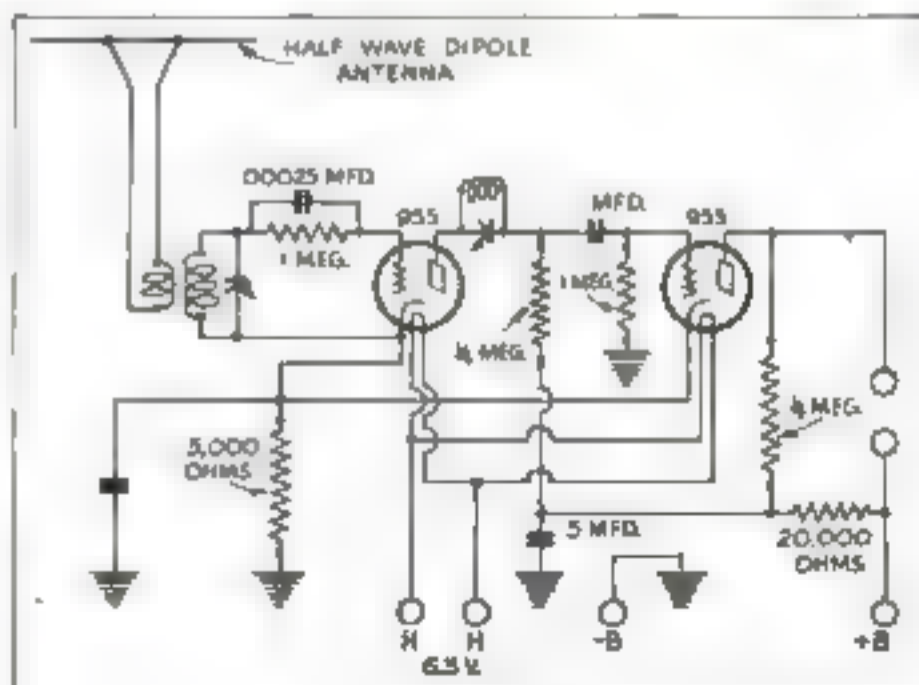 HALF WAVE DIPOLE
ANTENNA
.00025 MFD.
955
MFD.
955
1 MEG.
1 MEG.
¼ MEG.
¼ MEG.
5,000
OHMS
5 MFD.
20,000
OHMS
H
H
-B
+B
6.3 V.